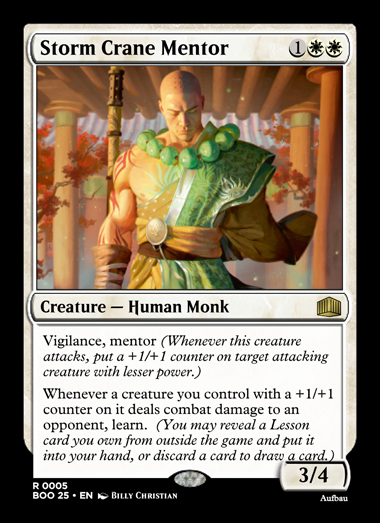 Storm Crane Mentor 1
Creature — Human Monk
Vigilance, mentor (Whenever this creature
attacks, put a +1/+1 counter on target attacking
creature with lesser power.)
Whenever a creature you control with a +1/+1
counter on it deals combat damage to an
opponent, learn. (You may reveal a Lesson
card you own from outside the game and put it
into your hand, or discard a card to draw a card.)
3/4
R 0005
BOO 25 • EN Billy Christian
Aufbau